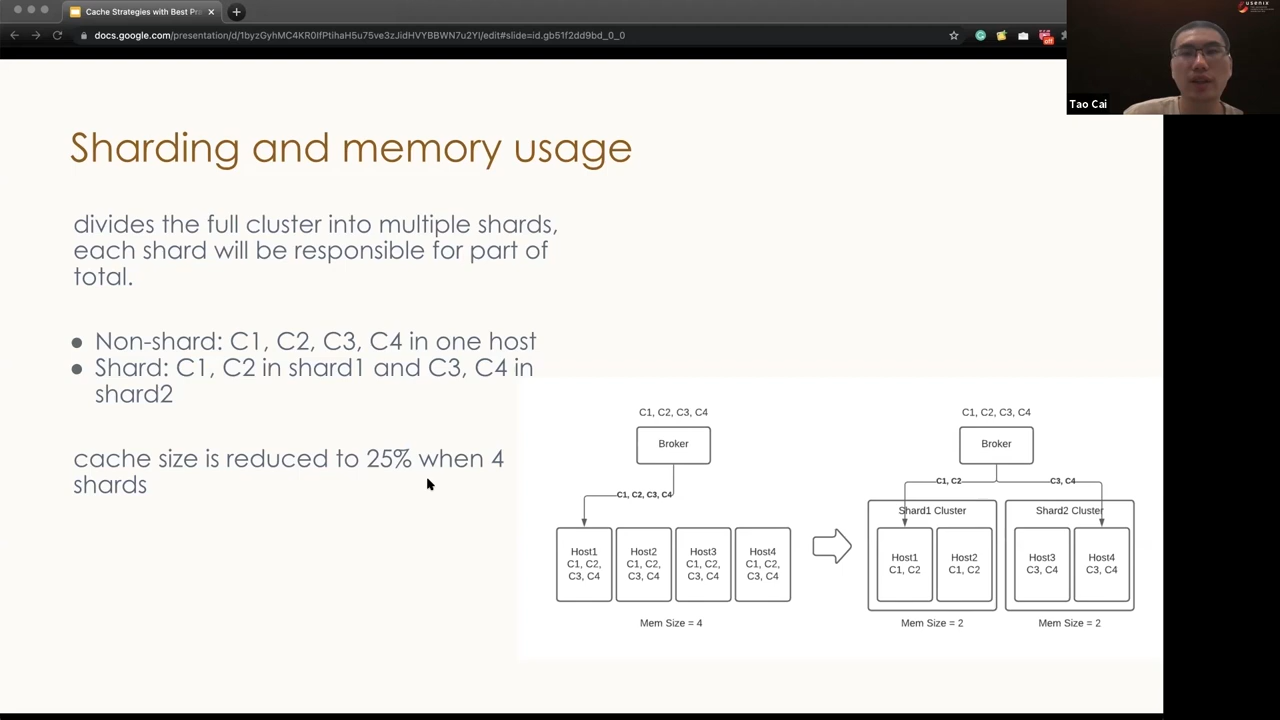 Cache Strategies with Best Pra
docs.google.com/presentation/d/1byzGyhMC4KR0IfPtihaH5u75ve3zJidHVYBBWN7u2YI/edit#slide=id.gb51f2dd9bd_0_0
off
usenix
Tao Cai
Sharding and memory usage
divides the full cluster into multiple shards,
each shard will be responsible for part of
total.
● Non-shard: C1, C2, C3, C4 in one host
● Shard: C1, C2 in shard1 and C3, C4 in
shard2
cache size is reduced to 25% when 4
shards
C1, C2, C3, C4
Broker
C1, C2, C3, C4
Host1
C1, C2,
C3, C4
Host2
C1, C2,
C3, C4
Host3
C1, C2,
C3, C4
Host4
C1, C2,
C3, C4
Mem Size = 4
C1, C2, C3, C4
Broker
C1, C2
C3, C4
Shard1 Cluster
Host1
C1, C2
Host2
C1, C2
Mem Size = 2
Shard2 Cluster
Host3
C3, C4
Host4
C3, C4
Mem Size = 2